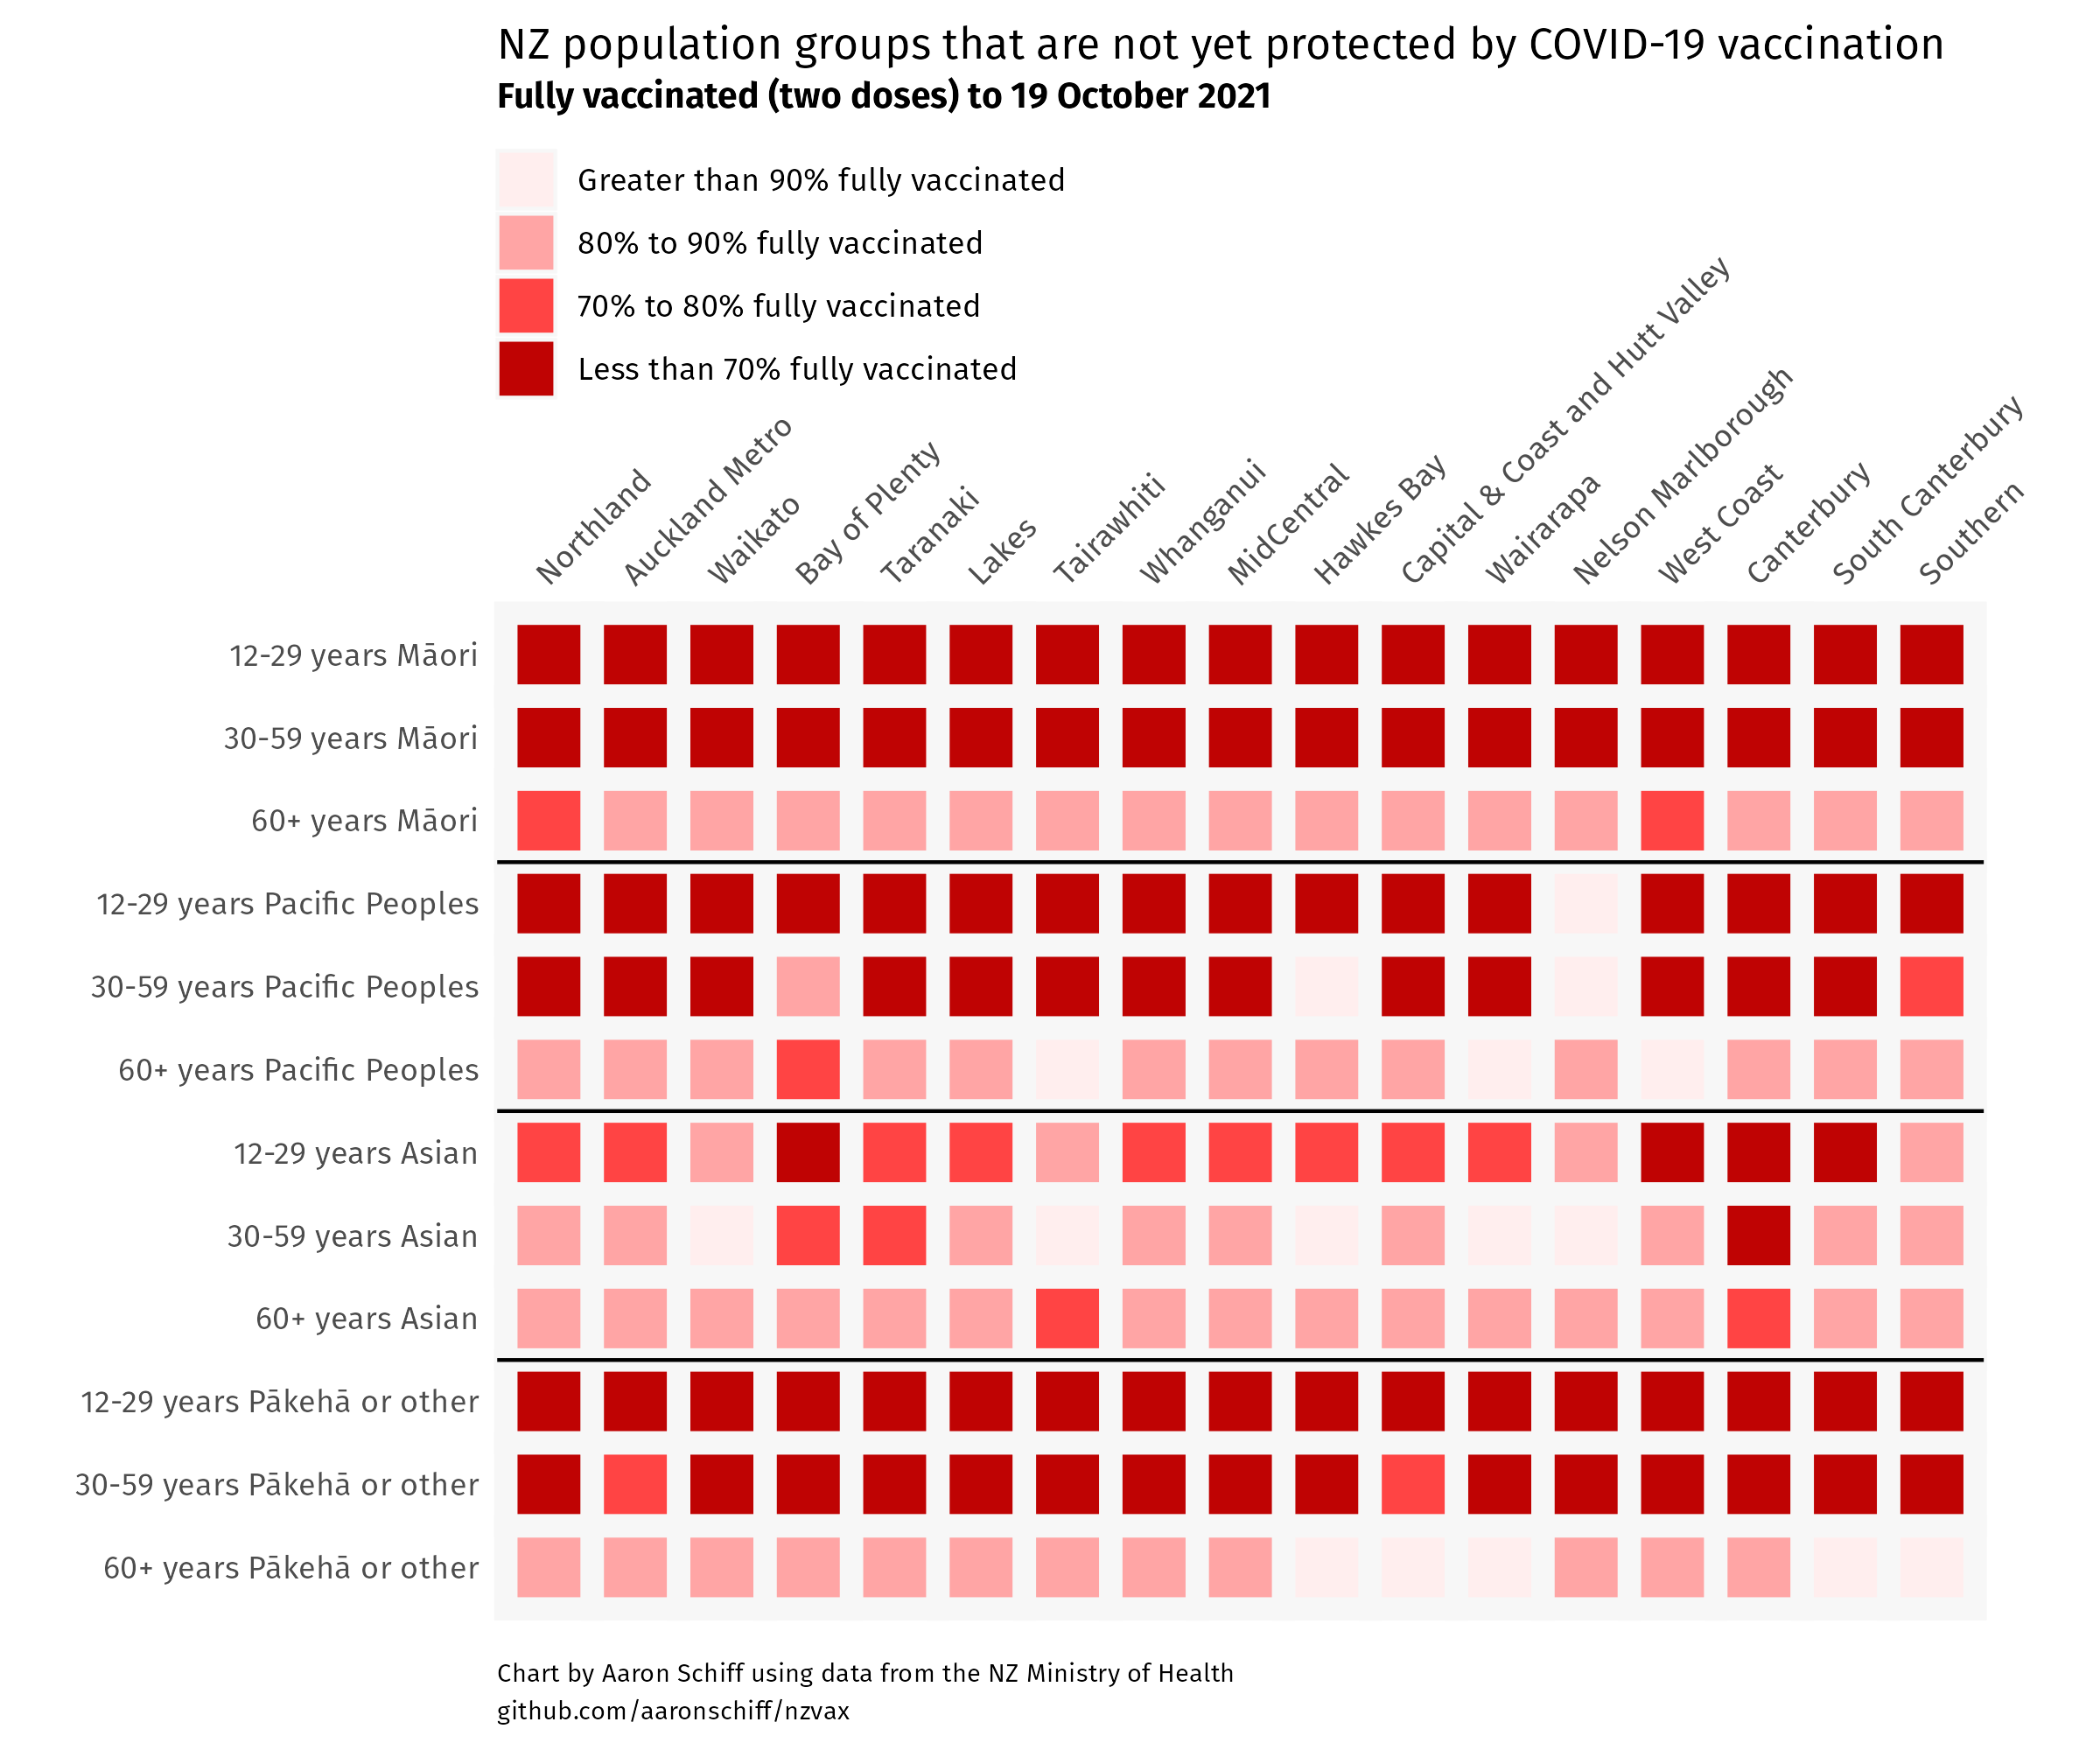 NZ population groups that are not yet protected by COVID-19 vaccination
Fully vaccinated (two doses) to 19 October 2021
Greater than 90% fully vaccinated
80% to 90% fully vaccinated
70% to 80% fully vaccinated
Less than 70% fully vaccinated
Northland
Auckland Metro
Waikato
Bay of Plenty
Taranaki
Lakes
Tairawhiti
Whanganui
MidCentral
Hawkes Bay
Capital & Coast and Hutt Valley
Wairarapa
Nelson Marlborough
West Coast
Canterbury
South Canterbury
Southern
12-29 years Māori
30-59 years Māori
60+ years Māori
12-29 years Pacific Peoples
30-59 years Pacific Peoples
60+ years Pacific Peoples
12-29 years Asian
30-59 years Asian
60+ years Asian
12-29 years Pākehā or other
30-59 years Pākehā or other
60+ years Pākehā or other
Chart by Aaron Schiff using data from the NZ Ministry of Health
github.com/aaronschiff/nzvax